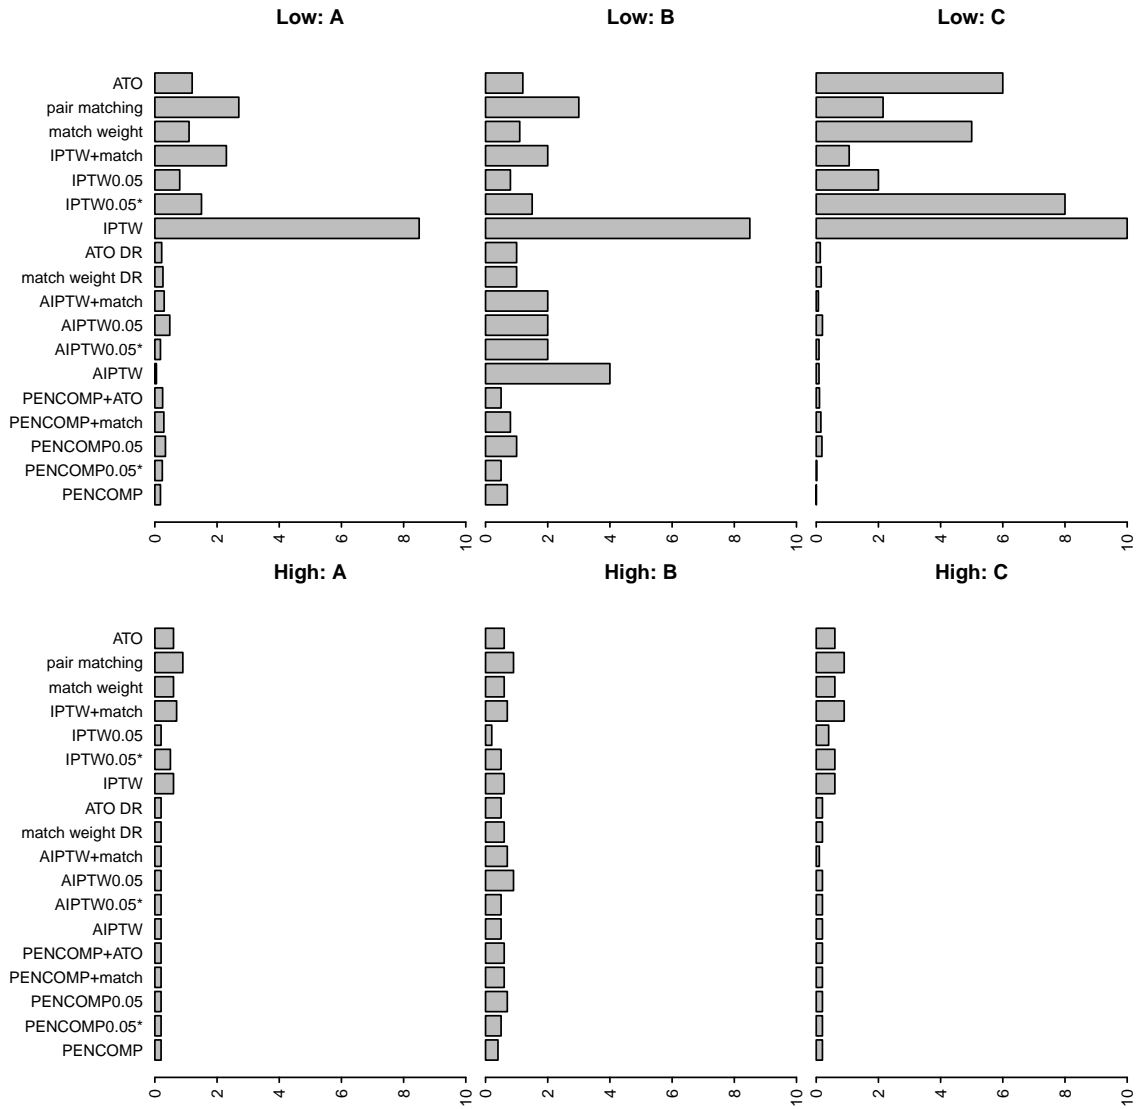 Low: A
Low: B
Low: C
ATO
pair matching
match weight
IPTW+match
IPTW0.05
IPTW0.05*
IPTW
ATO DR
match weight DR
AIPTW+match
AIPTW0.05
AIPTW0.05*
AIPTW
PENCOMP+ATO
PENCOMP+match
PENCOMP0.05
PENCOMP0.05*
PENCOMP
0 2 4 6 8 10
0 2 4 6 8 10
0 2 4 6 8 10
High: A
High: B
High: C
ATO
pair matching
match weight
IPTW+match
IPTW0.05
IPTW0.05*
IPTW
ATO DR
match weight DR
AIPTW+match
AIPTW0.05
AIPTW0.05*
AIPTW
PENCOMP+ATO
PENCOMP+match
PENCOMP0.05
PENCOMP0.05*
PENCOMP
0 2 4 6 8 10
0 2 4 6 8 10
0 2 4 6 8 10